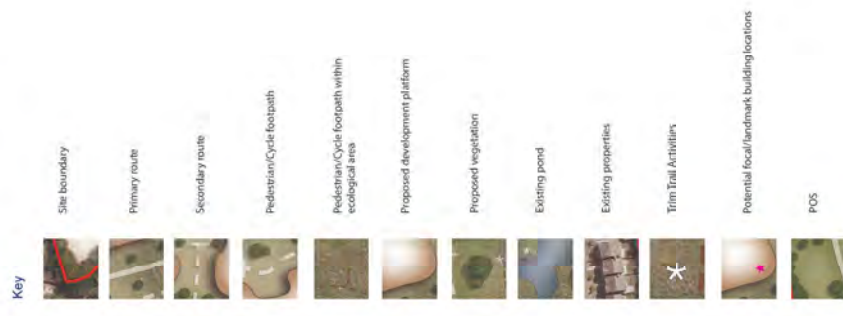 Key
Site boundary
Primary route
Secondary route
Pedestrian/Cycle footpath
Pedestrian/Cycle footpath within
ecological area
Proposed development platform
Proposed vegetation
Existing pond
Existing properties
Trim Trail Activities
Potential focal/landmark building locations
POS